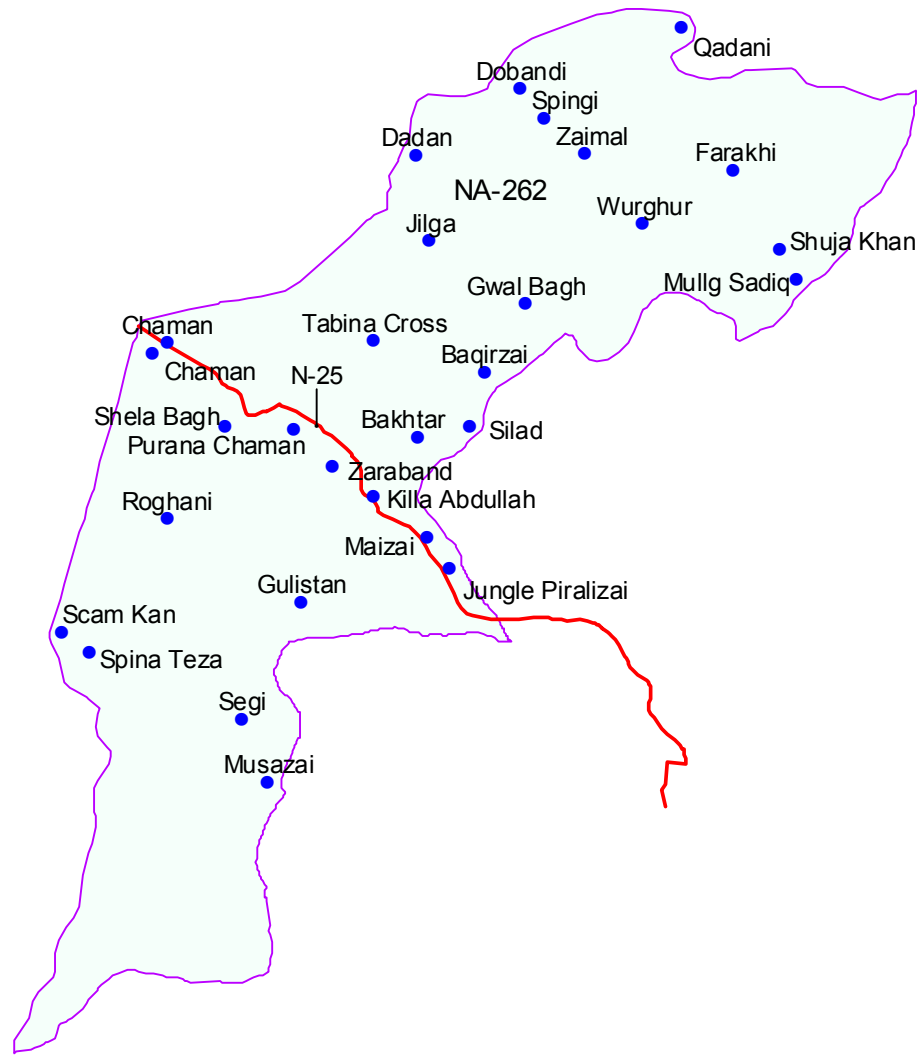 Qadani
Dobandi
Spingi
Dadan
Zaimal
Farakhi
NA-262
Wurghur
Jilga
Shuja Khan
Mullg Sadiq
Gwal Bagh
Chaman
Tabina Cross
Baqirzai
Chaman
N-25
Shela Bagh
Bakhtar
Silad
Purana Chaman
Zaraband
Roghani
Killa Abdullah
Maizai
Gulistan
Jungle Piralizai
Scam Kan
Spina Teza
Segi
Musazai